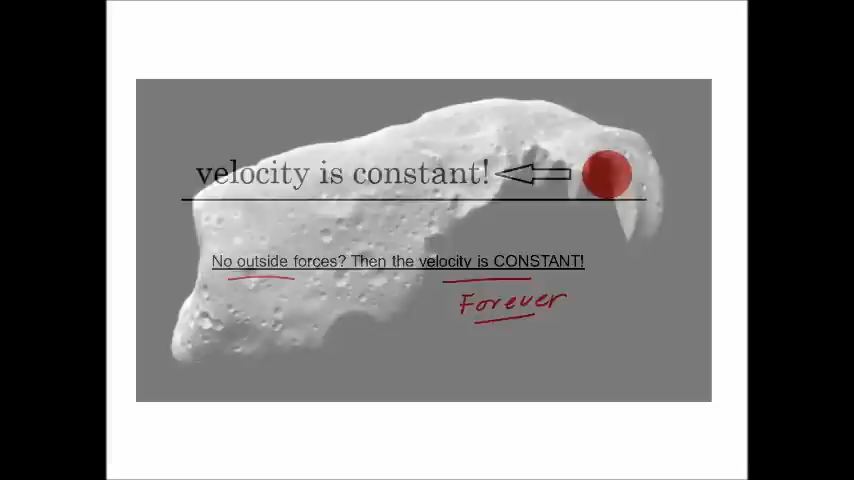 velocity is constant!
No outside forces? Then the velocity is CONSTANT!
Forever